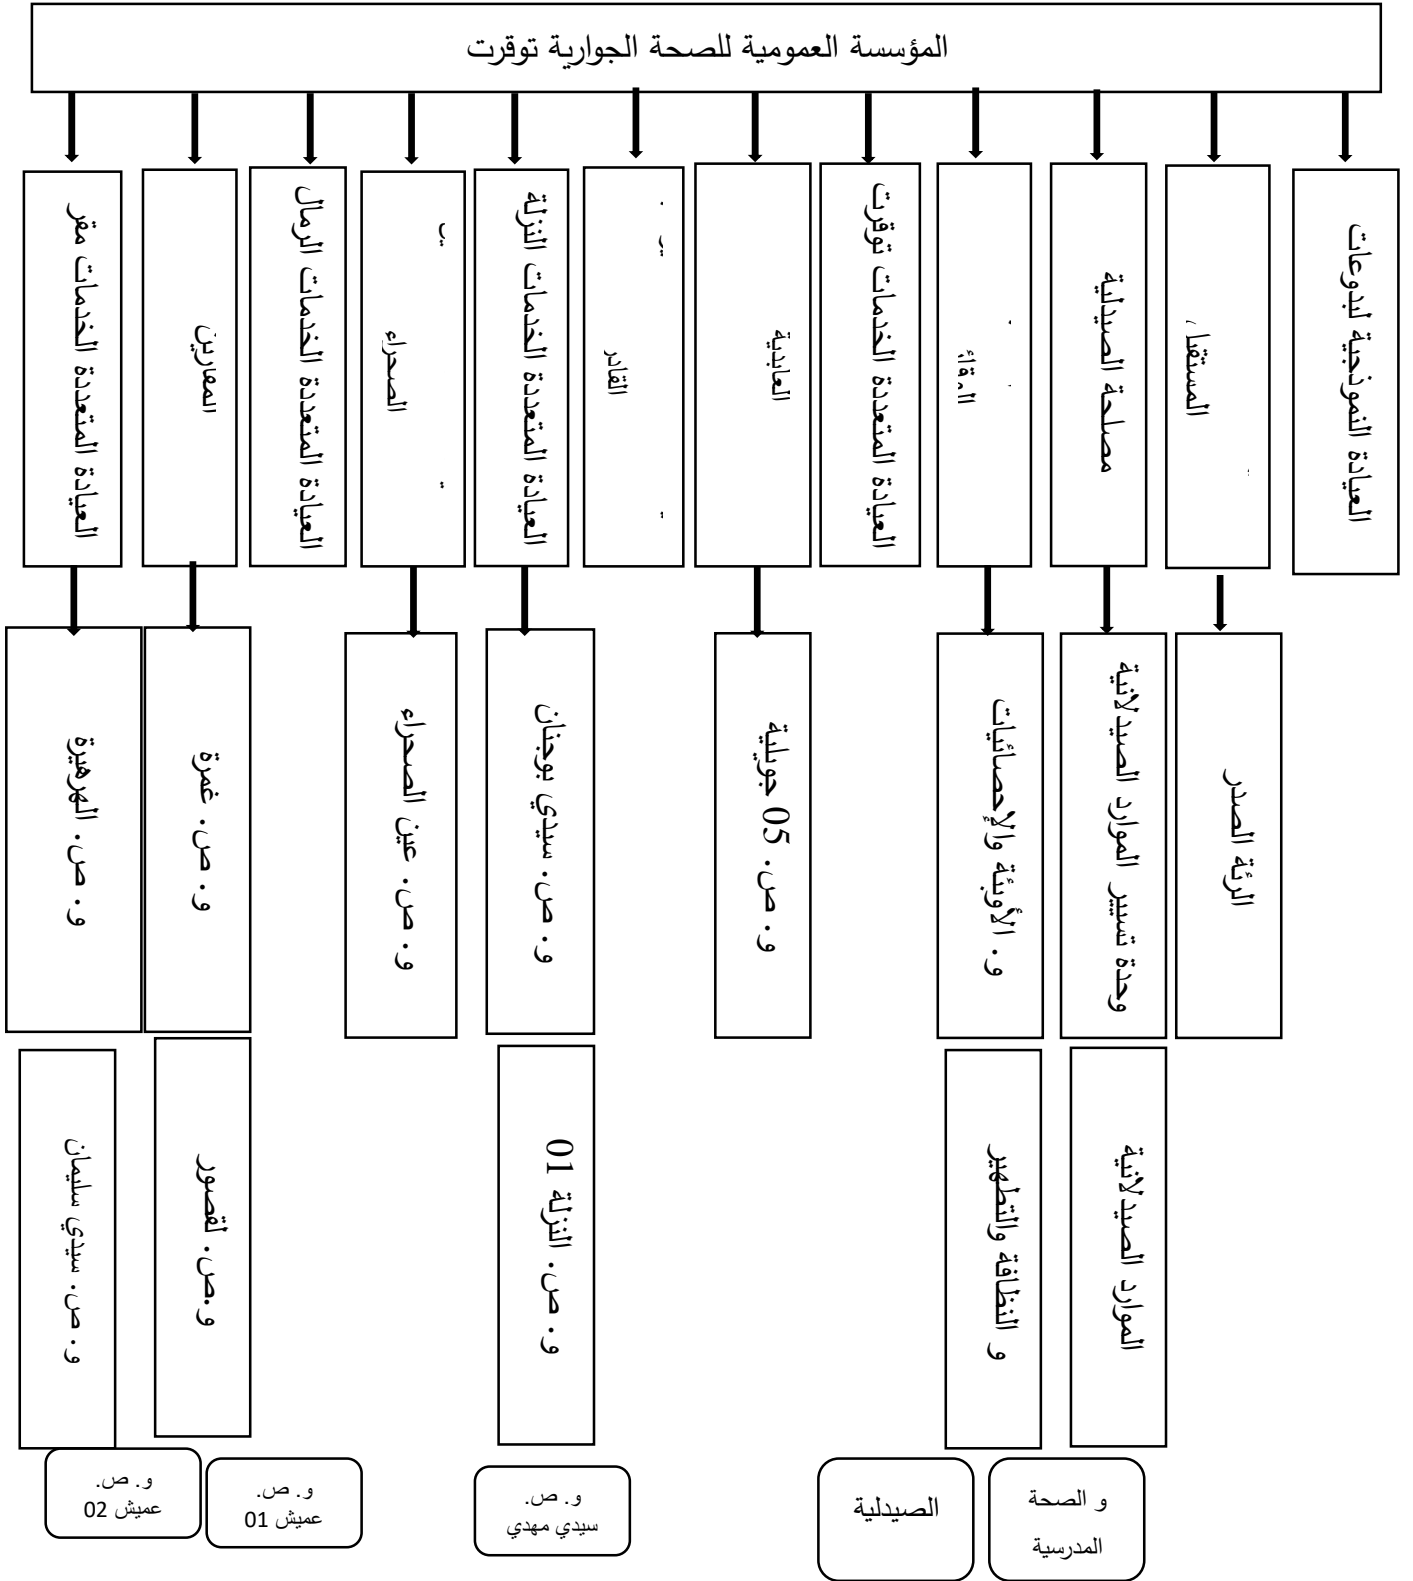 المؤسسة العمومية للصحة الجوارية توقرت
العيادة النموذجية لبدوعات
مصلحة الصيدلية
العيادة المتعددة الخدمات توقرت
العابدية
القادر
العيادة المتعددة الخدمات النزلة
الصحراء
العيادة المتعددة الخدمات الرمال
المقارين
العيادة المتعددة الخدمات مقر
الرئة الصدر
وحدة تسيير الموارد الصيدلانية
و. الأوبئة والإحصائيات
و. ص. 05 جويلية
و. ص. سيدي بوجنان
و. ص. عين الصحراء
و. ص. غمرة
و. ص. الهرهيرة
الموارد الصيدلانية
و النظافة والتطهير
و. ص. النزلة 01
و.ص. لقصور
و. ص. سيدي سليمان
و الصحة
المدرسية
الصيدلية
و. ص.
سيدي مهدي
و. ص.
عميش 01
و. ص.
عميش 02